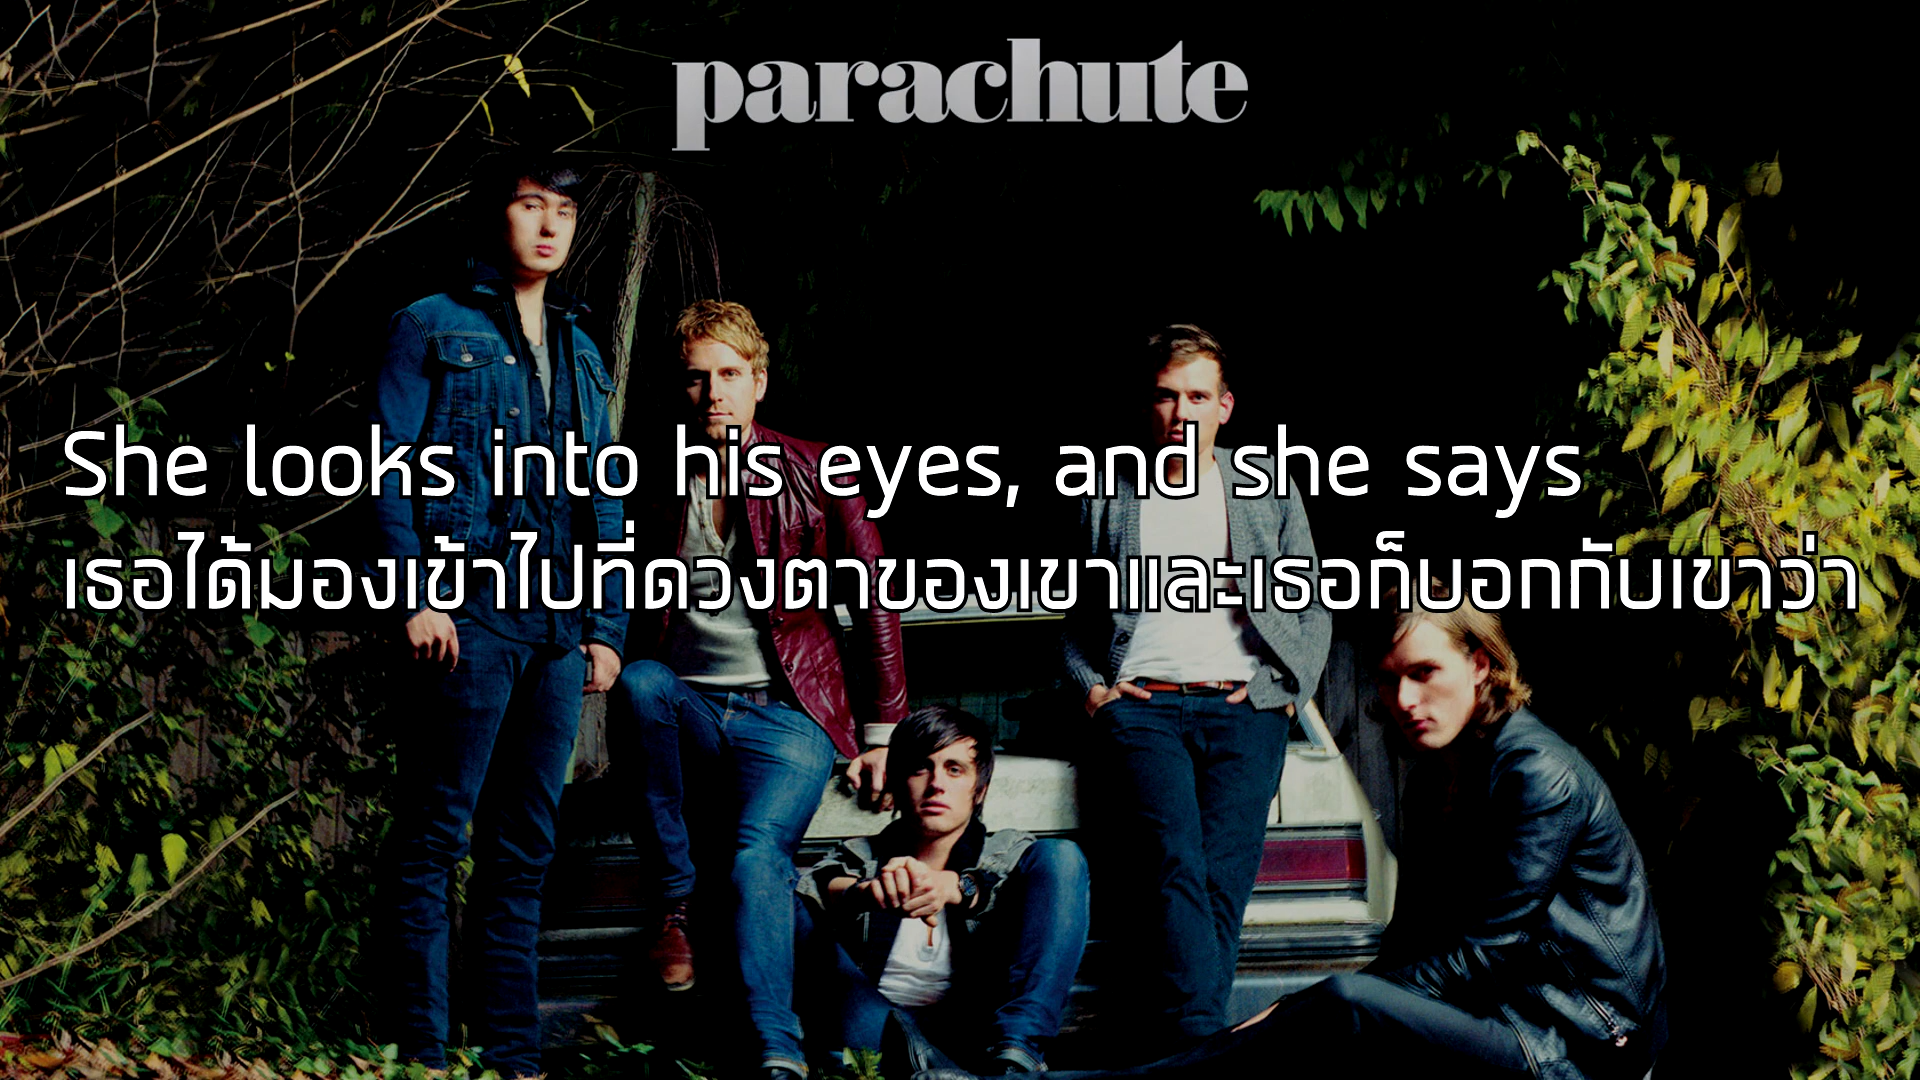 parachute
She looks into his eyes, and she says
เธอได้มองเข้าไปที่ดวงตาของเขาและเธอก็บอกกับเขาว่า